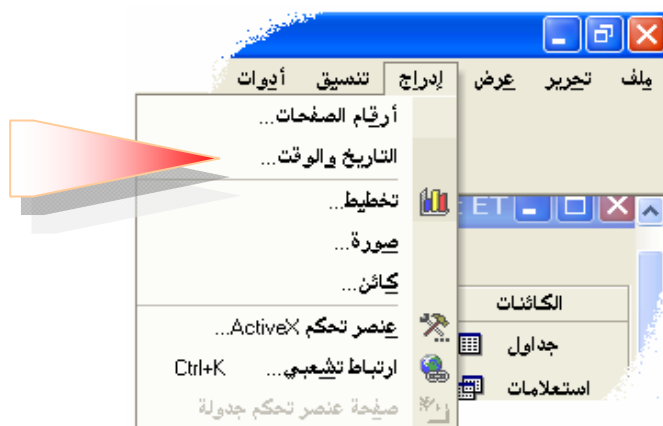 ملف تحرير عرض إدراج تنسيق أدوات
أرقام الصفحات...
التاريخ والوقت...
تخطيط...
: ET
صورة...
كائن...
الكائنات
عنصر تحكم ActiveX...
جداول
ارتباط تشعبي... Ctrl+K
استعلامات
صفحة عنصر تحكم جدولة